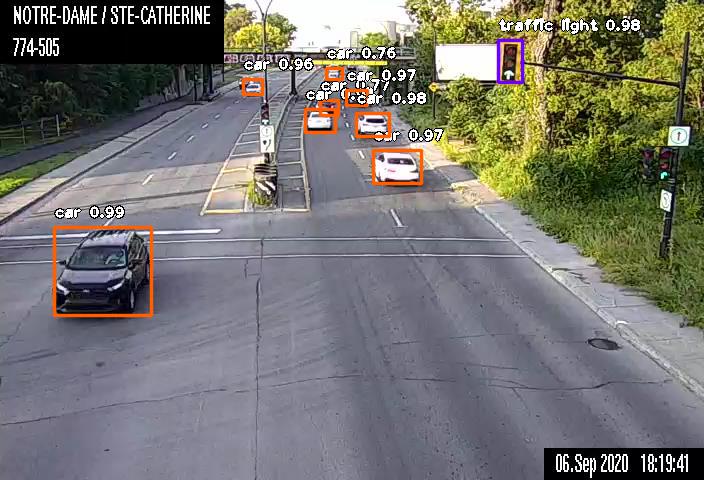 NOTRE-DAME / STE-CATHERINE
774-505
traffic light 0.98
car 0.96
car 0.76
car 0.97
car 0.98
car 0.97
car 0.99
06.Sep 2020 18:19:41